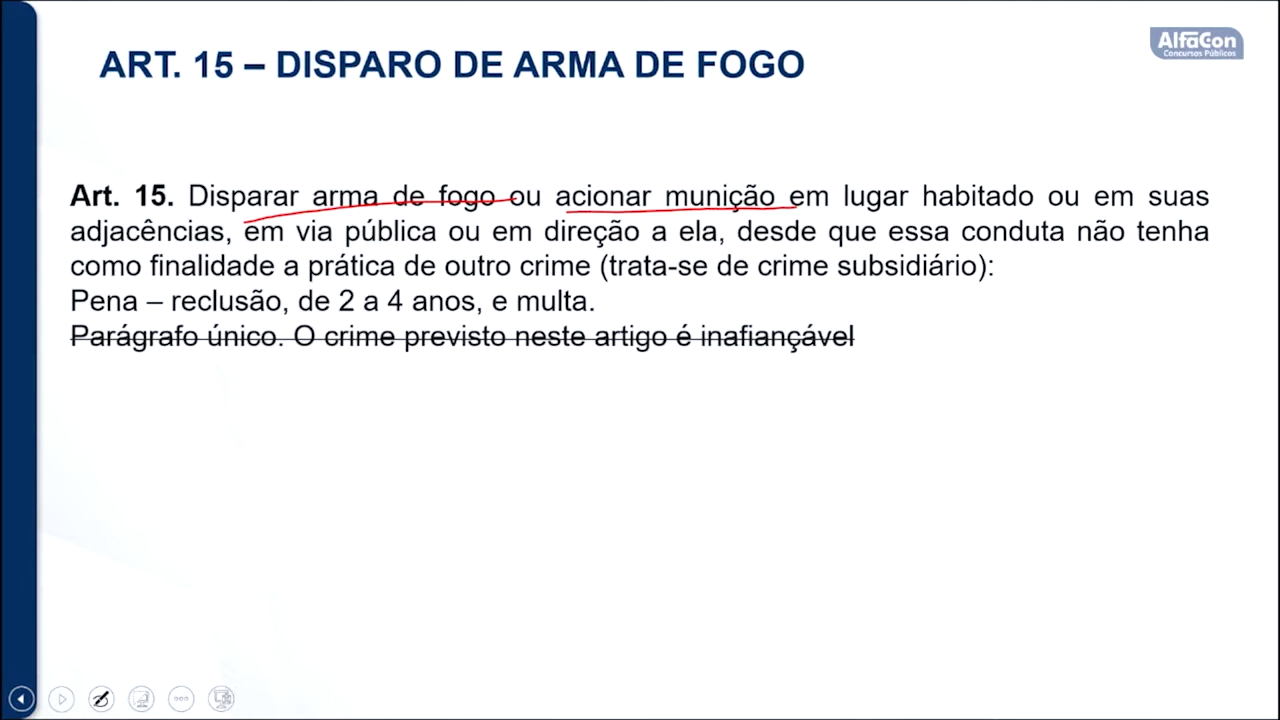 ART. 15 – DISPARO DE ARMA DE FOGO
AlfaCon
Concursos Públicos
Art. 15. Disparar arma de fogo ou acionar munição em lugar habitado ou em suas
adjacências, em via pública ou em direção a ela, desde que essa conduta não tenha
como finalidade a prática de outro crime (trata-se de crime subsidiário):
Pena – reclusão, de 2 a 4 anos, e multa.
Parágrafo único. O crime previsto neste artigo é inafiançável